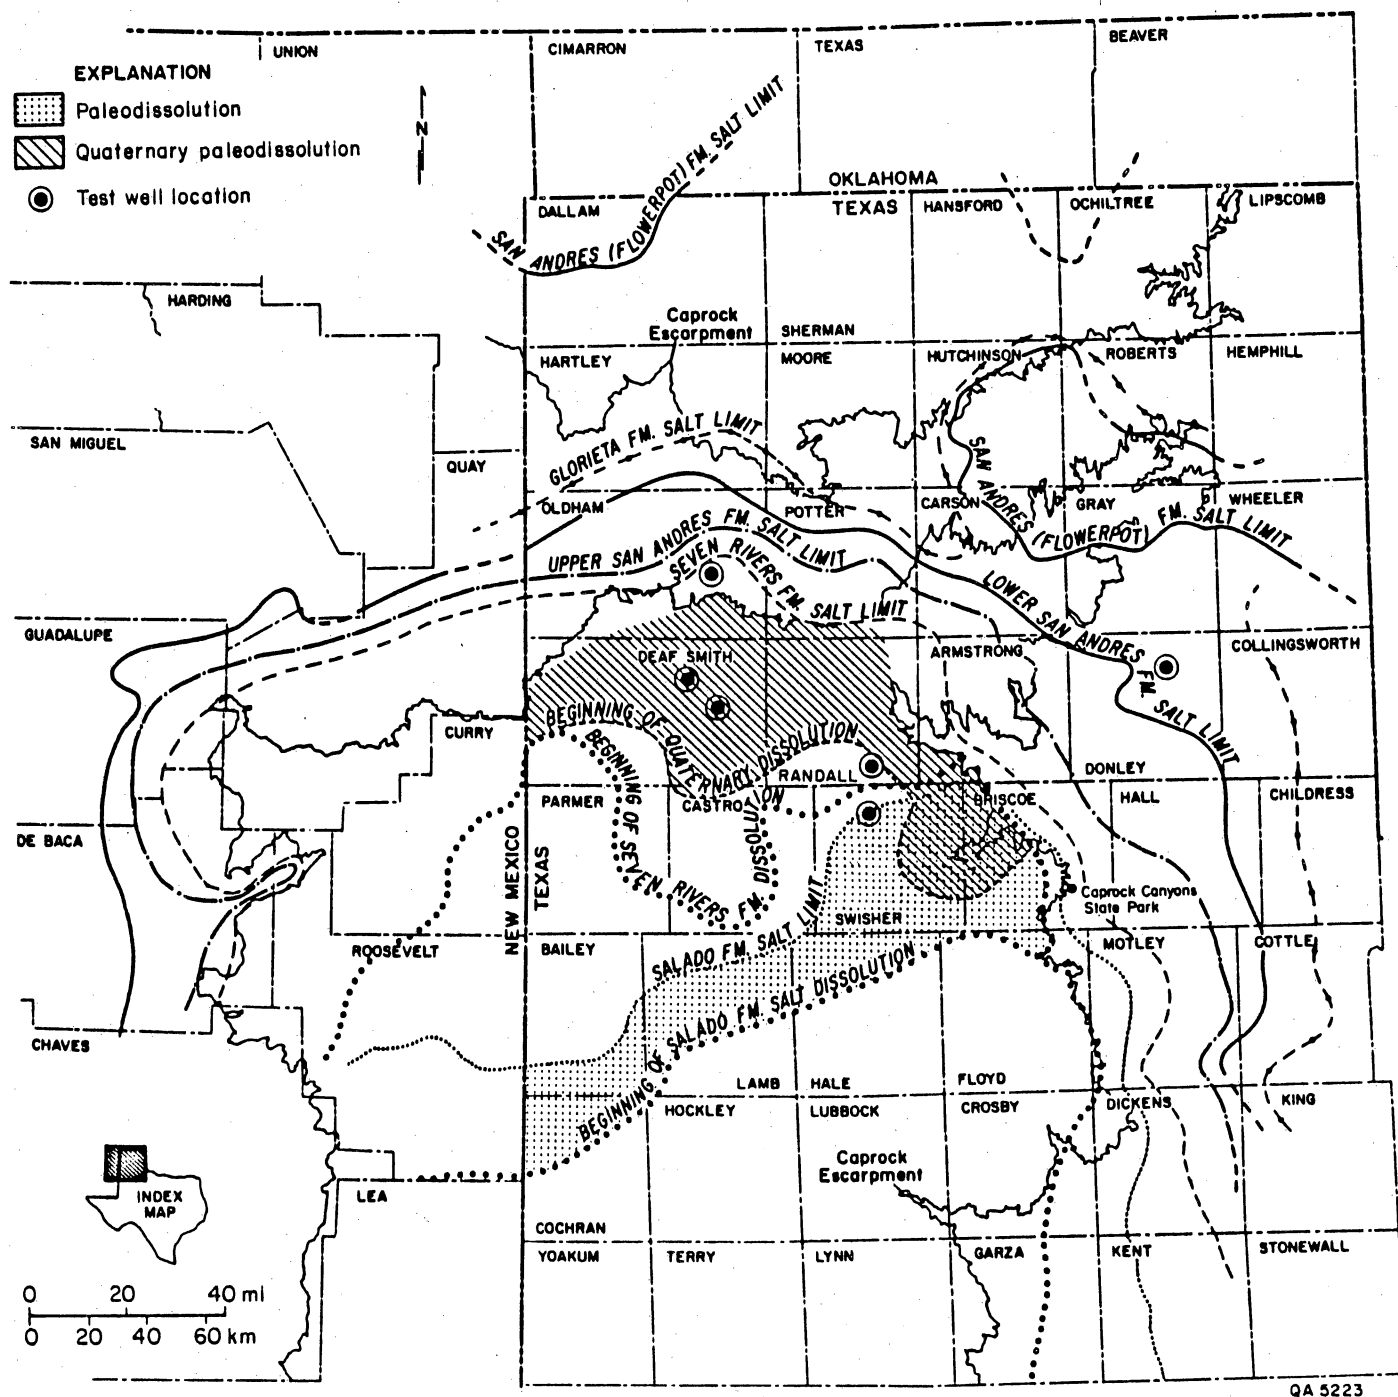 UNION
CIMARRON
TEXAS
BEAVER
EXPLANATION
Paleodissolution
Quaternary paleodissolution
Test well location
N
SAN ANDRES (FLOWERPOT) FM. SALT LIMIT
OKLAHOMA
TEXAS
DALLAM
HANSFORD
OCHILTREE
LIPSCOMB
HARDING
Caprock
Escarpment
SHERMAN
HARTLEY
MOORE
HUTCHINSON
ROBERTS
HEMPHILL
SAN MIGUEL
QUAY
GLORIETA FM. SALT LIMIT
OLDHAM
POTTER
CARSON
GRAY
WHEELER
SAN ANDRES (FLOWERPOT) FM. SALT LIMIT
UPPER SAN ANDRES FM. SALT LIMIT
SEVEN RIVERS FM. SALT LIMIT
LOWER SAN ANDRES FM. SALT LIMIT
GUADALUPE
DEAF SMITH
ARMSTRONG
COLLINGSWORTH
CURRY
BEGINNING OF QUATERNARY DISSOLUTION
BEGINNING OF SEVEN RIVERS FM. DISSOLUTION
RANDALL
DONLEY
PARMER
CASTRO
BRISCOE
HALL
CHILDRESS
DE BACA
NEW MEXICO
TEXAS
Caprock Canyons
State Park
SWISHER
ROOSEVELT
BAILEY
SALADO FM. SALT LIMIT
MOTLEY
COTTLE
BEGINNING OF SALADO FM. SALT DISSOLUTION
CHAVES
LAMB
HALE
FLOYD
HOCKLEY
LUBBOCK
CROSBY
DICKENS
KING
Caprock
Escarpment
INDEX
MAP
LEA
COCHRAN
YOAKUM
TERRY
LYNN
GARZA
KENT
STONEWALL
0 20 40 mi
0 20 40 60 km
QA 5223